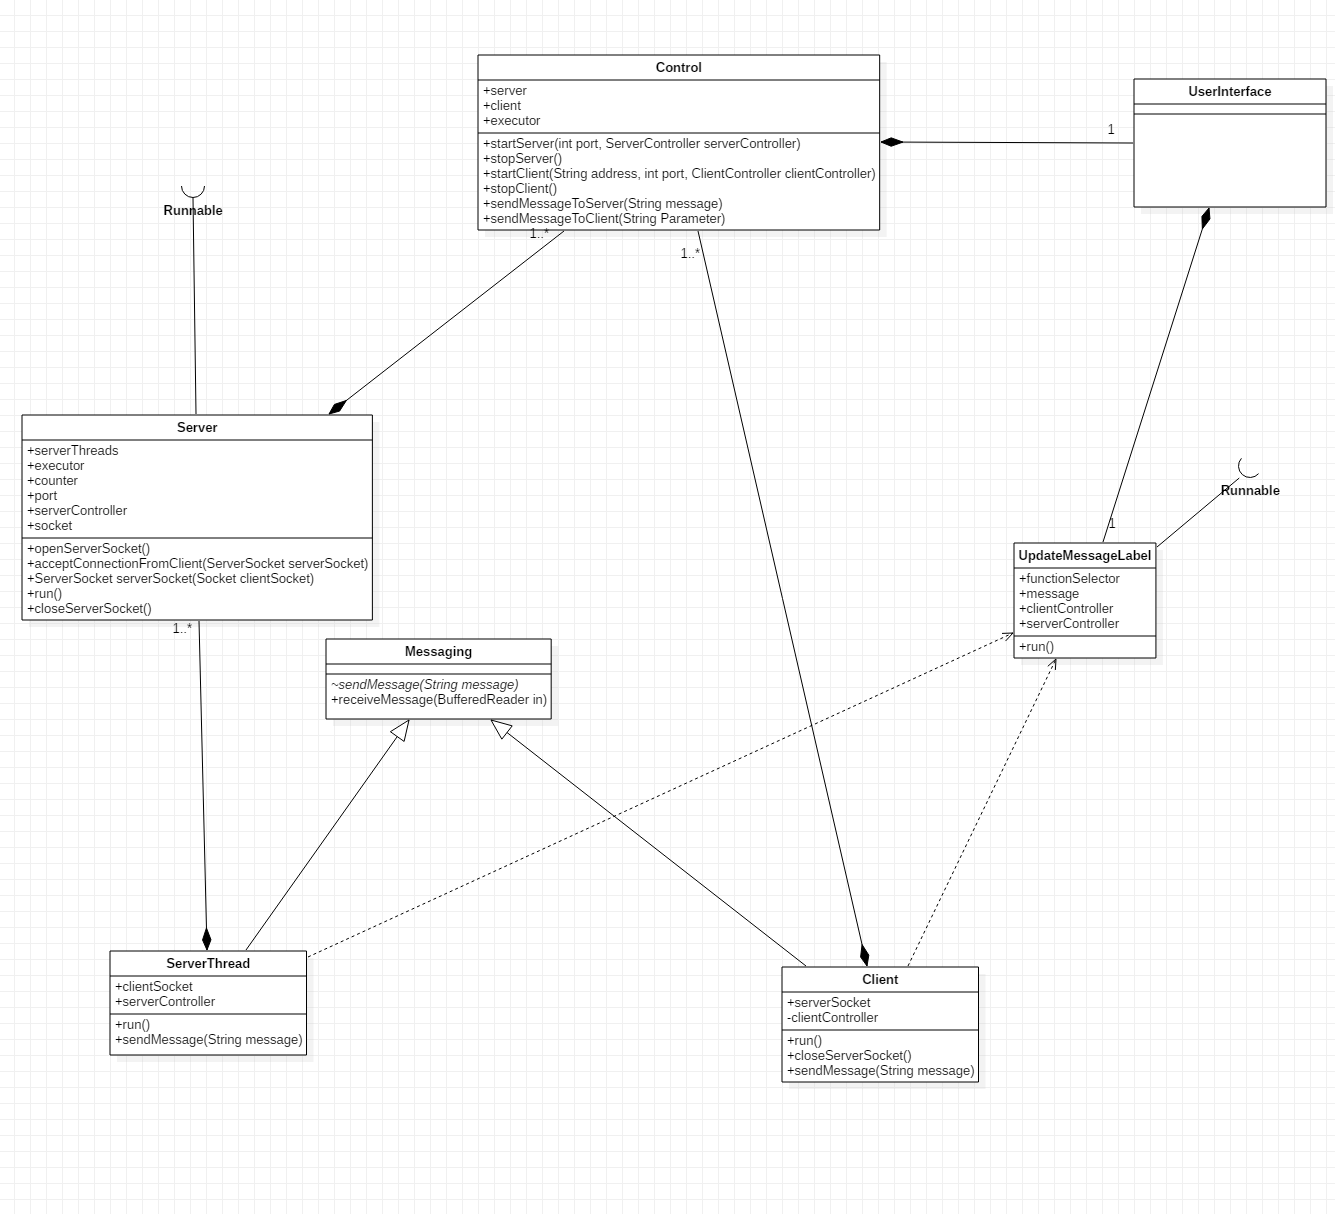 Control
+server
+client
+executor
+startServer(int port, ServerController serverController)
+stopServer()
+startClient(String address, int port, ClientController clientController)
+stopClient()
+sendMessageToServer(String message)
+sendMessageToClient(String Parameter)
1
UserInterface
Runnable
1..*
1..*
Server
+serverThreads
+executor
+counter
+port
+serverController
+socket
+openServerSocket()
+acceptConnectionFromClient(ServerSocket serverSocket)
+ServerSocket serverSocket(Socket clientSocket)
+run()
+closeServerSocket()
1..*
Runnable
1
UpdateMessageLabel
+functionSelector
+message
+clientController
+serverController
+run()
Messaging
~sendMessage(String message)
+receiveMessage(BufferedReader in)
ServerThread
+clientSocket
+serverController
+run()
+sendMessage(String message)
Client
+serverSocket
-clientController
+run()
+closeServerSocket()
+sendMessage(String message)